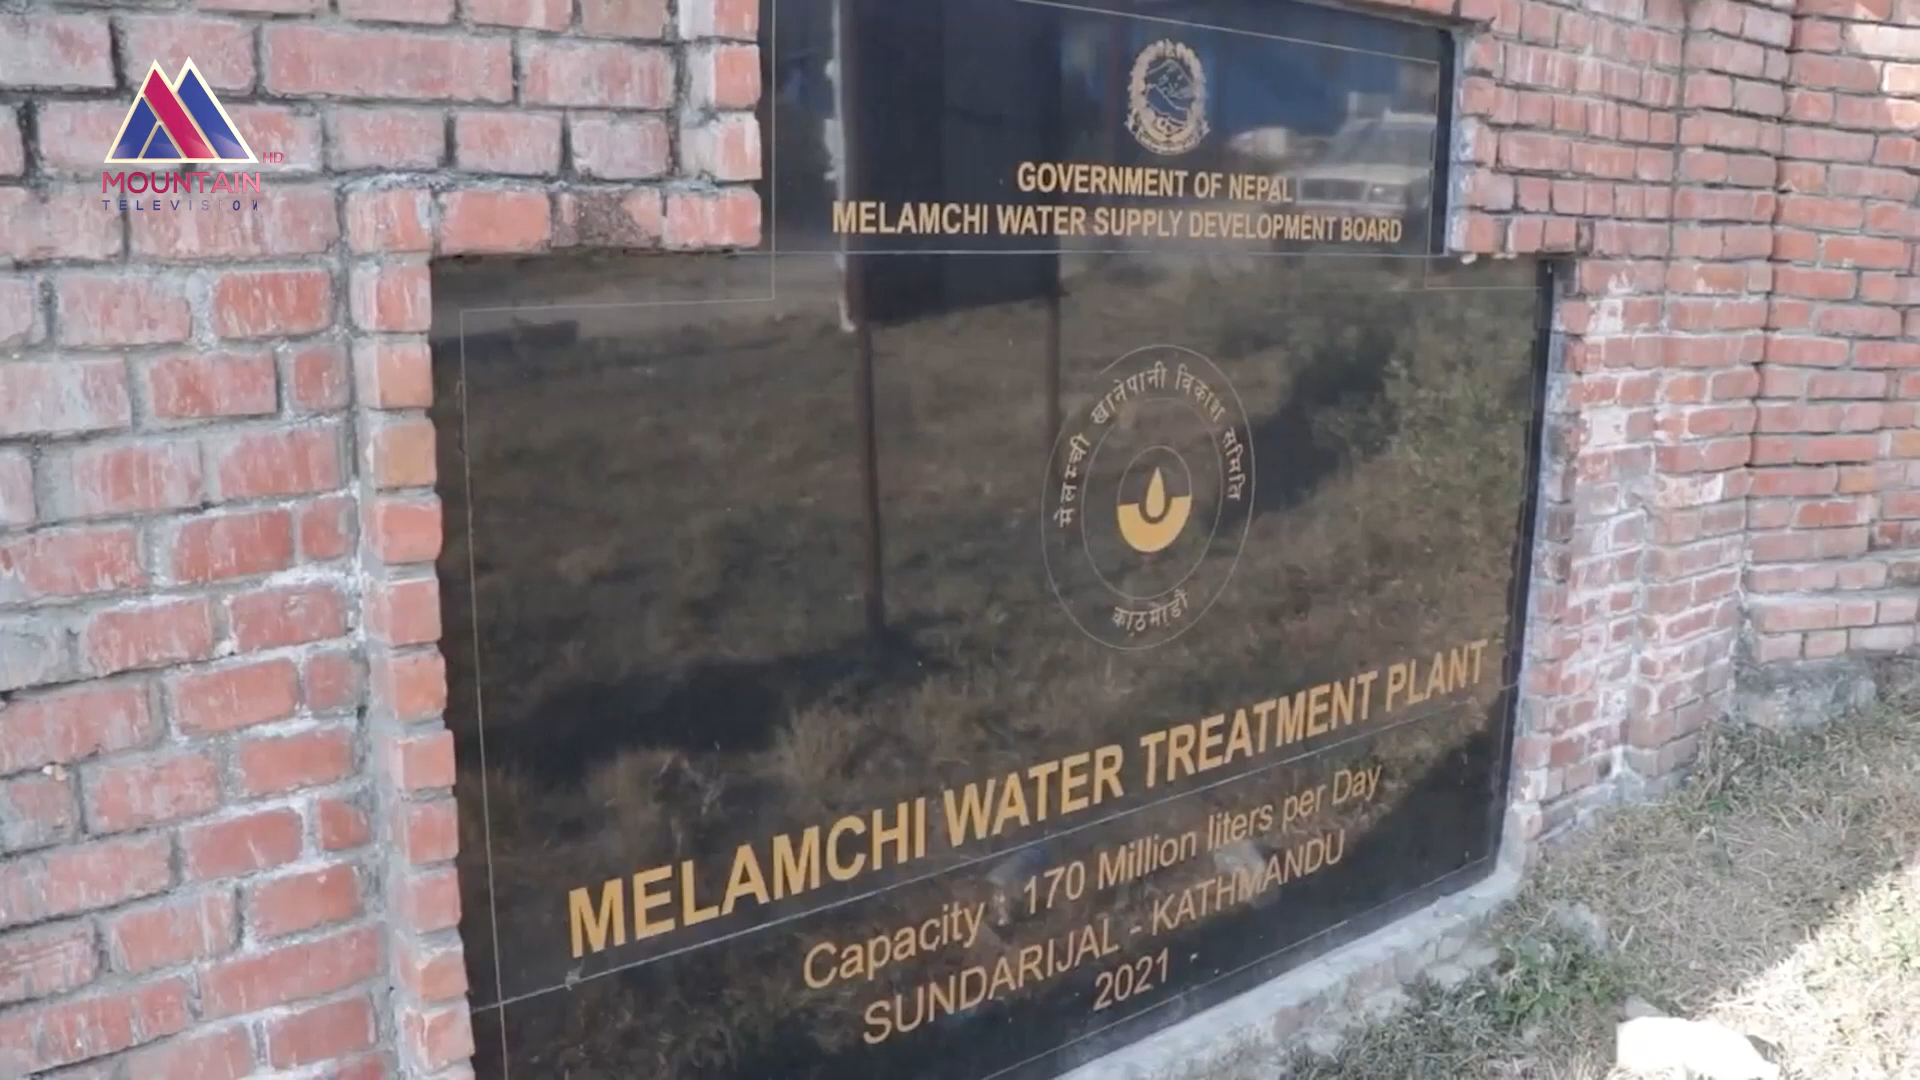 MOUNTAIN HD
TELEVISION
GOVERNMENT OF NEPAL
MELAMCHI WATER SUPPLY DEVELOPMENT BOARD
मेलम्ची खानेपानी विकास समिति
काठमाडौं
MELAMCHI WATER TREATMENT PLANT
Capacity : 170 Million liters per Day
SUNDARIJAL - KATHMANDU
2021